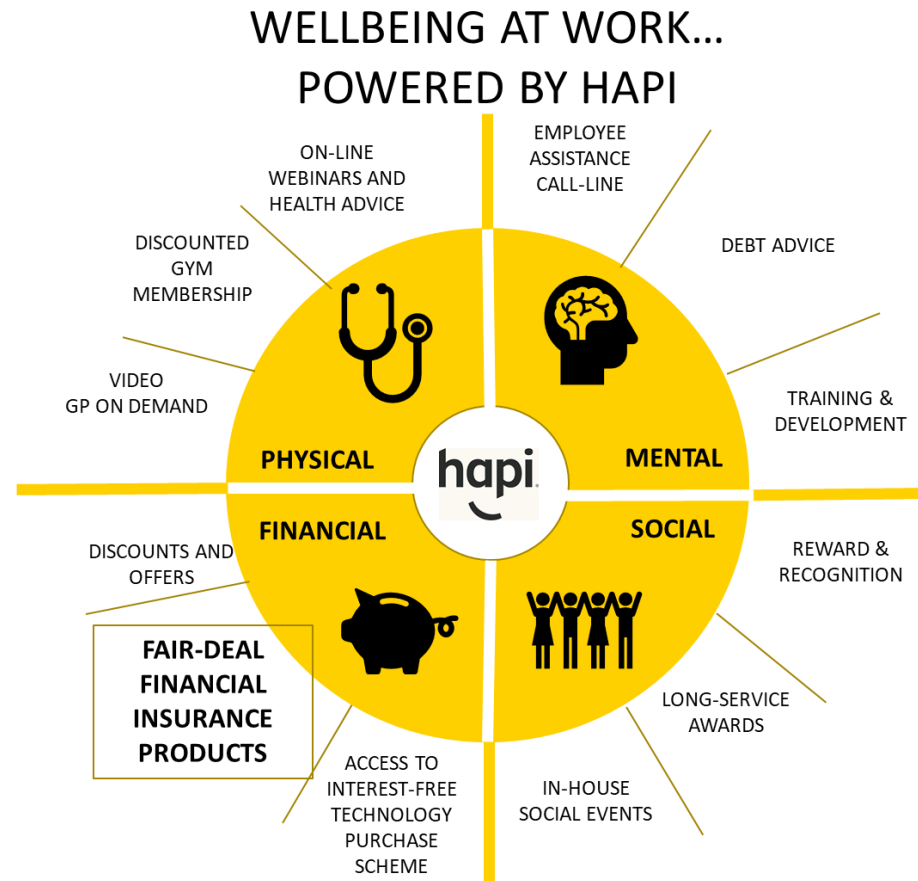 WELLBEING AT WORK...
POWERED BY HAPI
ON-LINE
WEBINARS AND
HEALTH ADVICE
DISCOUNTED
GYM
MEMBERSHIP
VIDEO
GP ON DEMAND
PHYSICAL
EMPLOYEE
ASSISTANCE
CALL-LINE
DEBT ADVICE
TRAINING &
DEVELOPMENT
MENTAL
hapi
FINANCIAL
DISCOUNTS AND
OFFERS
FAIR-DEAL
FINANCIAL
INSURANCE
PRODUCTS
ACCESS TO
INTEREST-FREE
TECHNOLOGY
PURCHASE
SCHEME
SOCIAL
REWARD &
RECOGNITION
LONG-SERVICE
AWARDS
IN-HOUSE
SOCIAL EVENTS